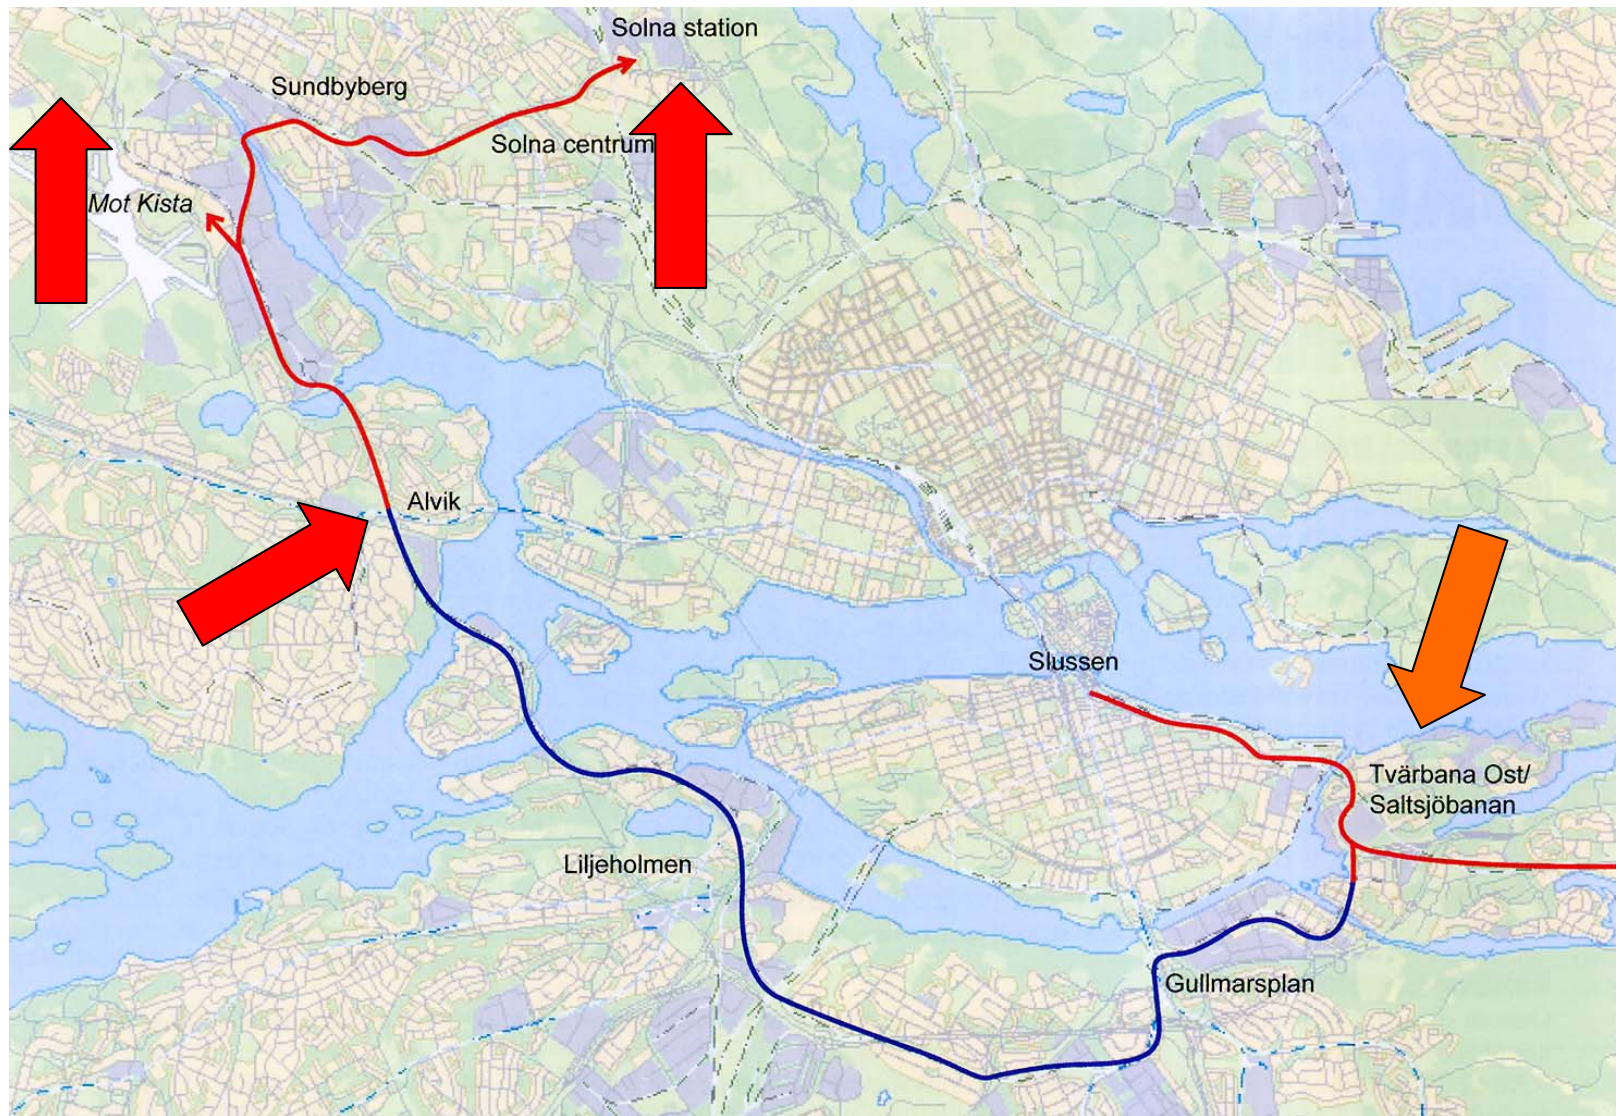 Solna station
Sundbyberg
Solna centrum
Mot Kista
Alvik
Slussen
Tvärbana Ost/
Saltsjöbanan
Liljeholmen
Gullmarsplan